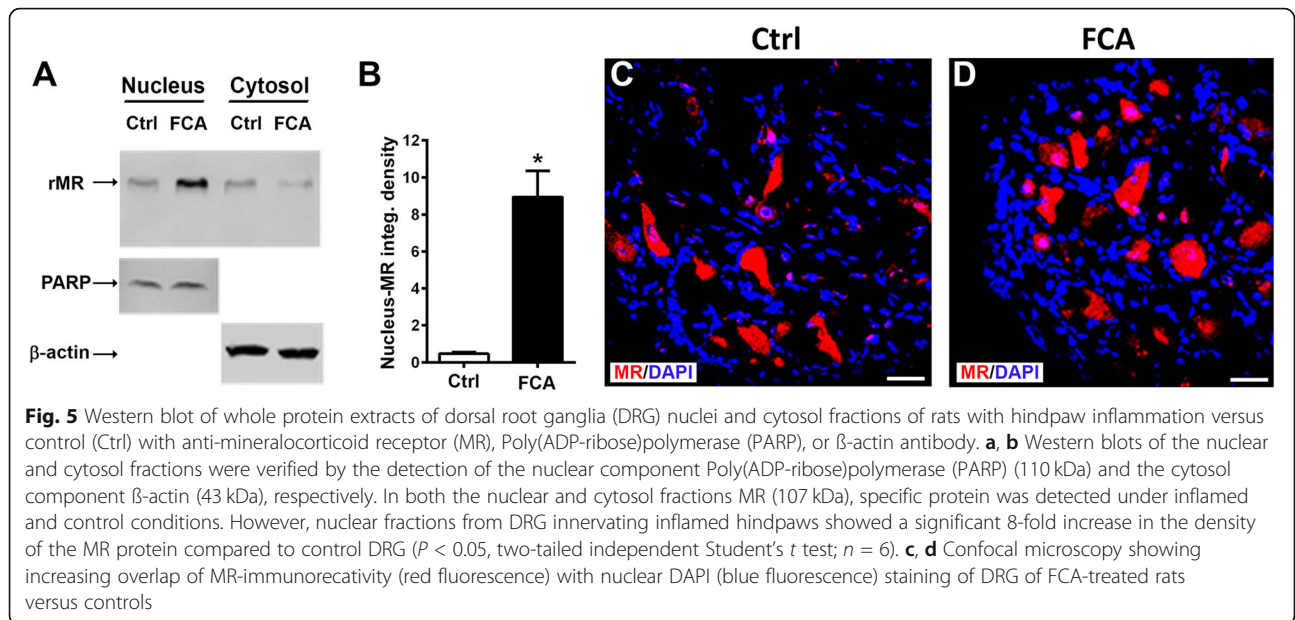 A
Nucleus Cytosol
Ctrl FCA Ctrl FCA
rMR
PARP
β-actin
B
Nucleus-MR integ. density
12
10
8
6
4
2
0
*
Ctrl FCA
Ctrl
C
MR/DAPI
FCA
D
MR/DAPI
Fig. 5 Western blot of whole protein extracts of dorsal root ganglia (DRG) nuclei and cytosol fractions of rats with hindpaw inflammation versus
control (Ctrl) with anti-mineralocorticoid receptor (MR), Poly(ADP-ribose)polymerase (PARP), or ß-actin antibody. a, b Western blots of the nuclear
and cytosol fractions were verified by the detection of the nuclear component Poly(ADP-ribose)polymerase (PARP) (110 kDa) and the cytosol
component ß-actin (43 kDa), respectively. In both the nuclear and cytosol fractions MR (107 kDa), specific protein was detected under inflamed
and control conditions. However, nuclear fractions from DRG innervating inflamed hindpaws showed a significant 8-fold increase in the density
of the MR protein compared to control DRG (P < 0.05, two-tailed independent Student's t test; n = 6). c, d Confocal microscopy showing
increasing overlap of MR-immunorecativity (red fluorescence) with nuclear DAPI (blue fluorescence) staining of DRG of FCA-treated rats
versus controls